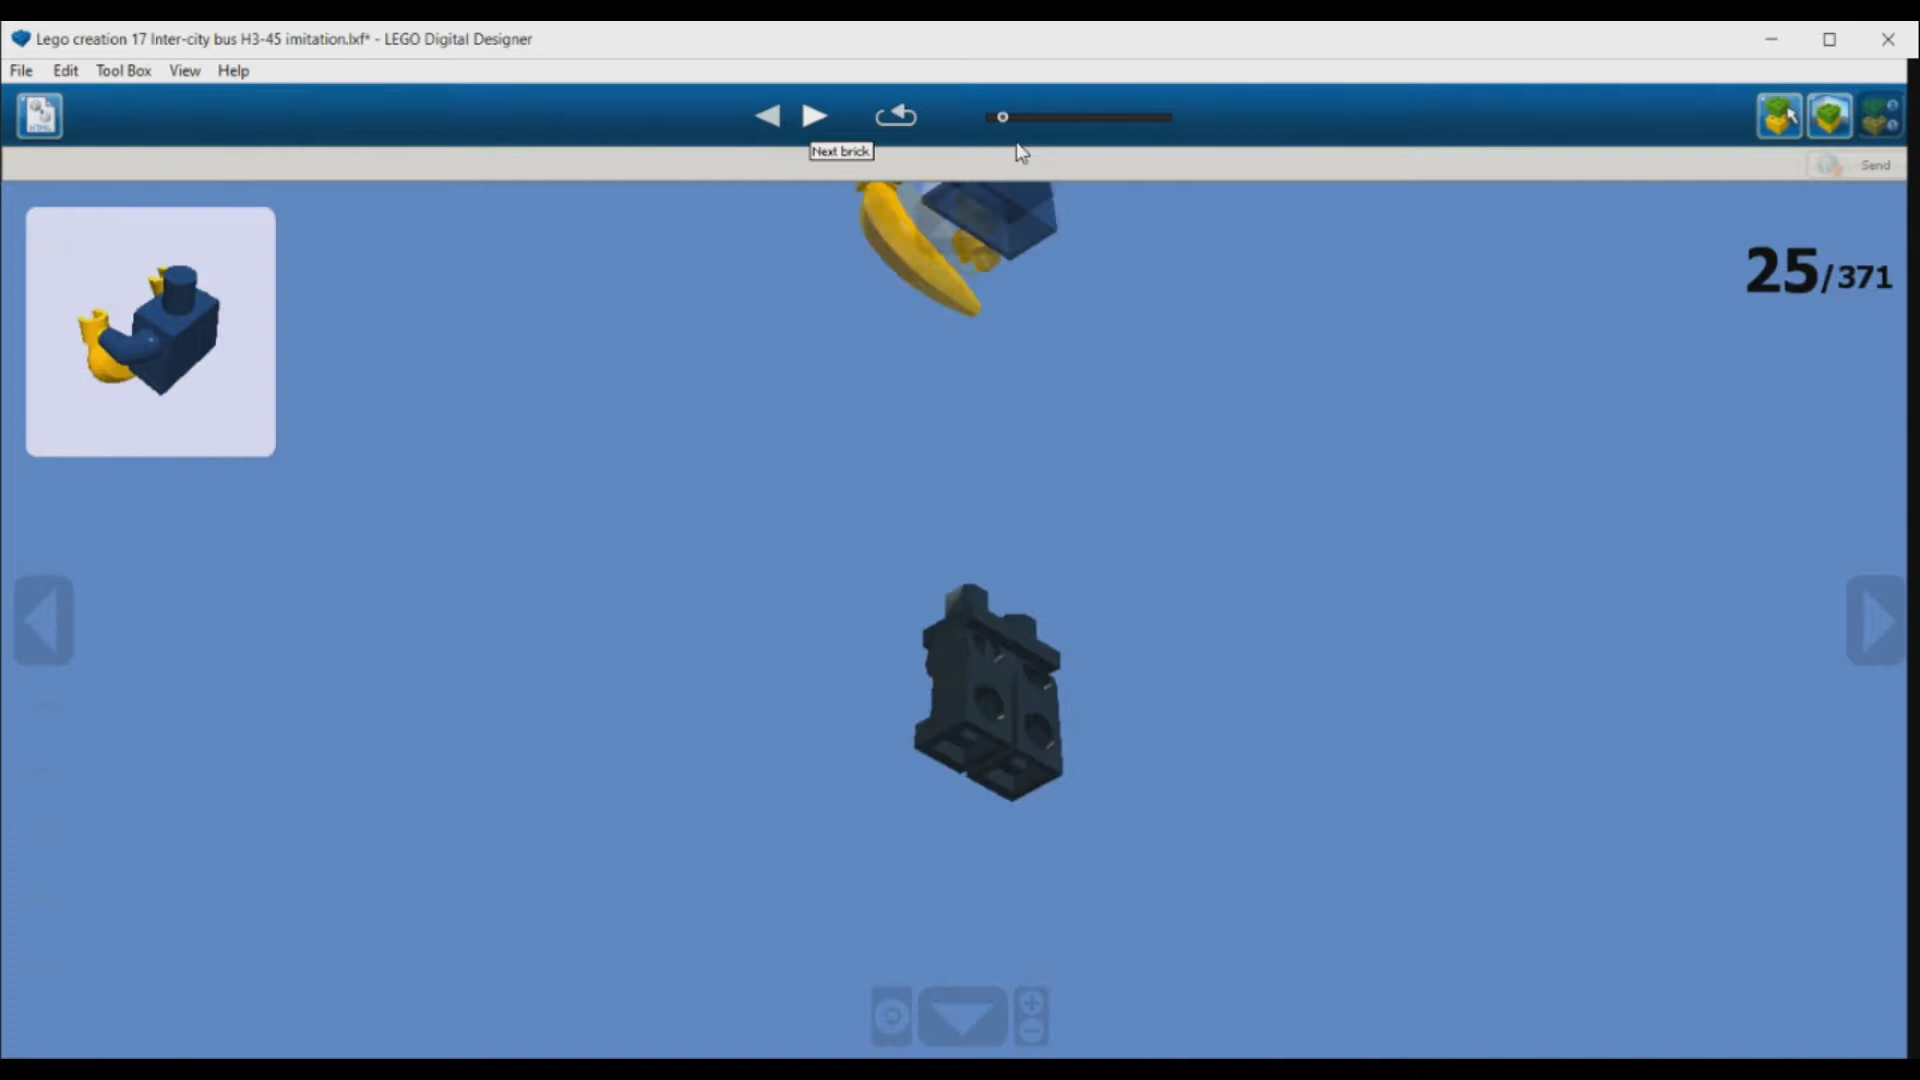 Lego creation 17 Inter-city bus H3-45 imitation.lxf* - LEGO Digital Designer
File Edit Tool Box View Help
HTML
Next brick
Send
25/371